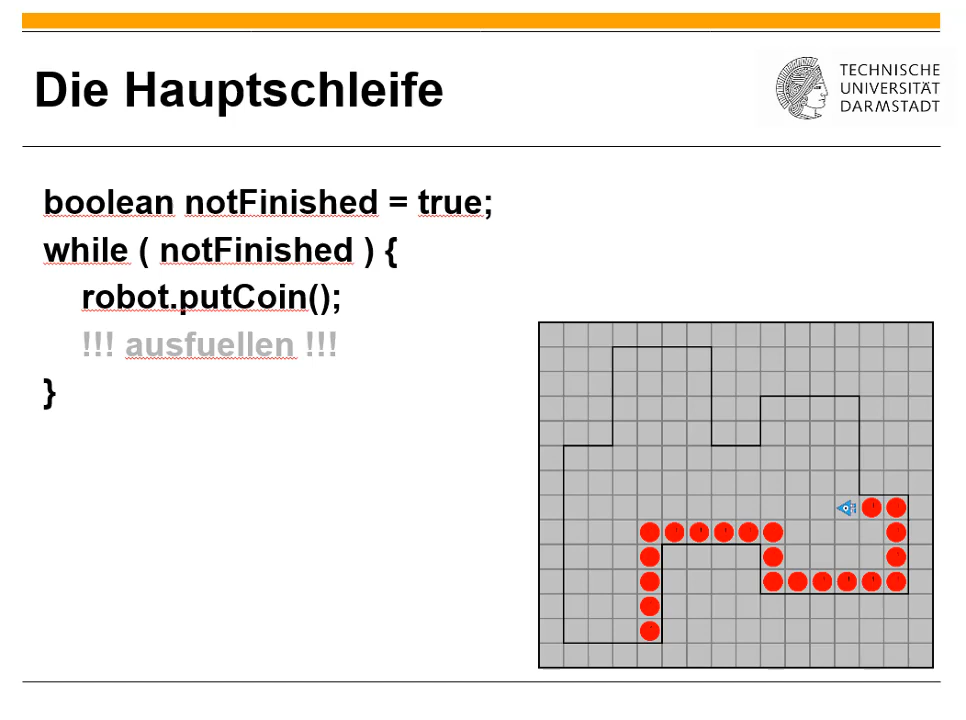 Die Hauptschleife
TECHNISCHE
UNIVERSITÄT
DARMSTADT
boolean notFinished = true;
while ( notFinished ) {
robot.putCoin();
!!! ausfuellen !!!
}